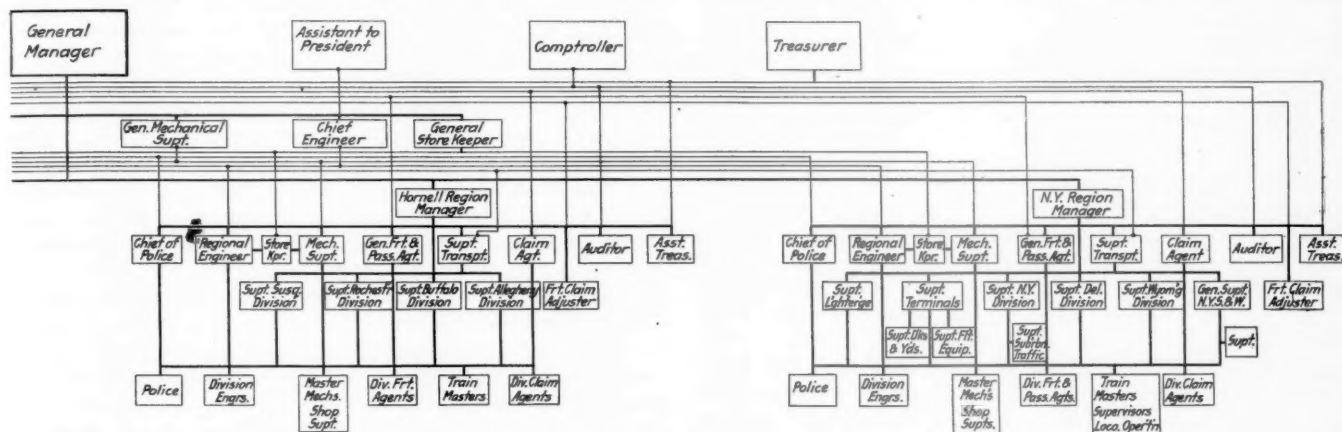 General
Manager
Assistant to
President
Comptroller
Treasurer
Gen. Mechanical
Supt.
Chief
Engineer
General
Store Keeper
Hornell Region
Manager
N.Y. Region
Manager
Chief of
Police
Regional
Engineer
Store
Kpr.
Mech.
Supt.
Gen. Frt. &
Pass. Agt.
Supt.
Transpt.
Claim
Agt.
Auditor
Asst.
Treas.
Chief of
Police
Regional
Engineer
Store
Kpr.
Mech.
Supt.
Gen. Frt. &
Pass. Agt.
Supt.
Transpt.
Claim
Agent
Auditor
Asst.
Treas.
Supt. Susq.
Division
Supt. Rochest'r
Division
Supt. Buffalo
Division
Supt. Allegheny
Division
Frt. Claim
Adjuster
Supt.
Lighterge
Supt.
Terminals
Supt. N.Y.
Division
Supt. Del.
Division
Supt. Wyom'g
Division
Gen. Supt.
N.Y.S. & W.
Frt. Claim
Adjuster
Supt. Dks
& Yds.
Supt.
Equip.
Supt.
Subrbn.
Traffic
Supt.
Police
Division
Engrs.
Master
Mechs.
Shop
Supt.
Div. Frt.
Agents
Train
Masters
Div. Claim
Agents
Police
Division
Engrs.
Master
Mech's
Shop
Supts.
Div. Frt. &
Pass. Agts.
Train
Masters
Supervisors
Loco. Oper't'n
Div. Claim
Agents